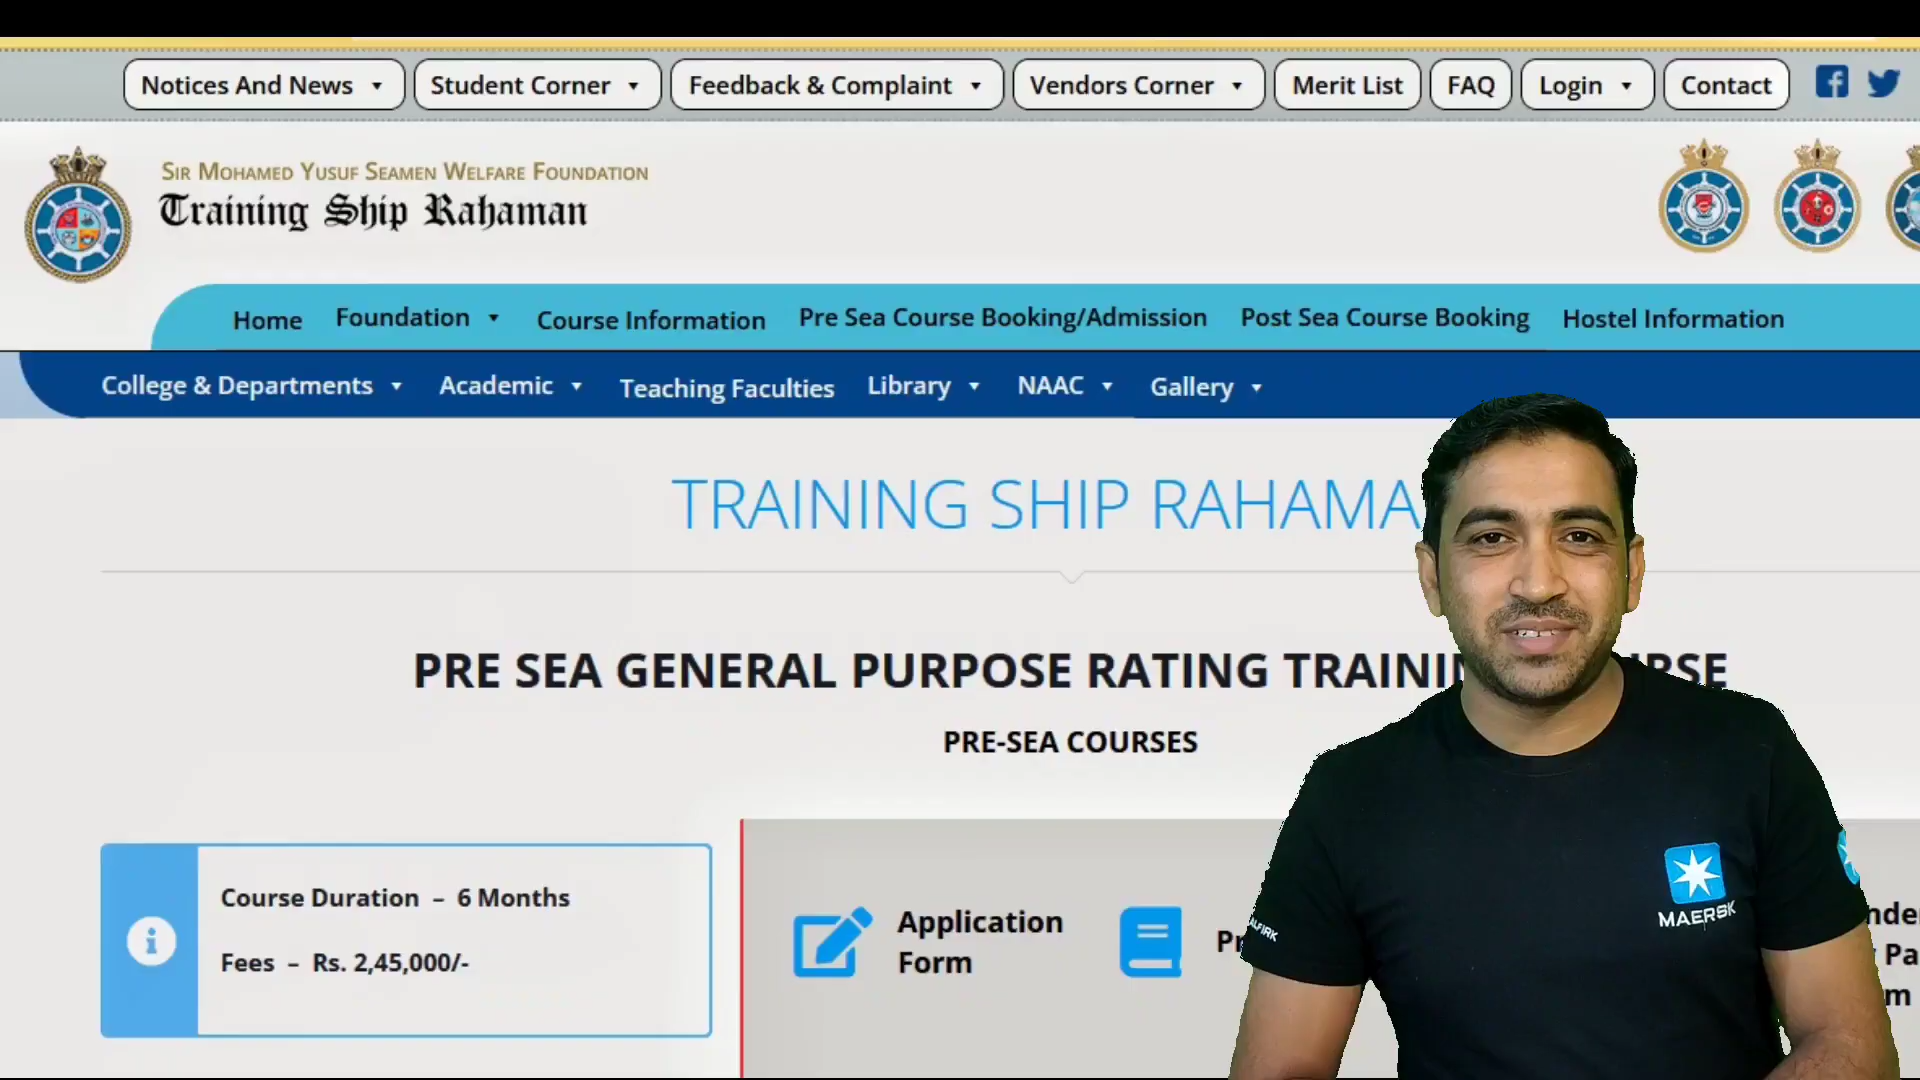 Notices And News
Student Corner
Feedback & Complaint
Vendors Corner
Merit List
FAQ
Login
Contact
SIR MOHAMED YUSUF SEAMEN WELFARE FOUNDATION
Training Ship Rahaman
Home
Foundation
Course Information
Pre Sea Course Booking/Admission
Post Sea Course Booking
Hostel Information
College & Departments
Academic
Teaching Faculties
Library
NAAC
Gallery
TRAINING SHIP RAHAMA
PRE SEA GENERAL PURPOSE RATING
PRE-SEA COURSES
Course Duration – 6 Months
Fees – Rs. 2,45,000/-
Application
Form
MAERSK